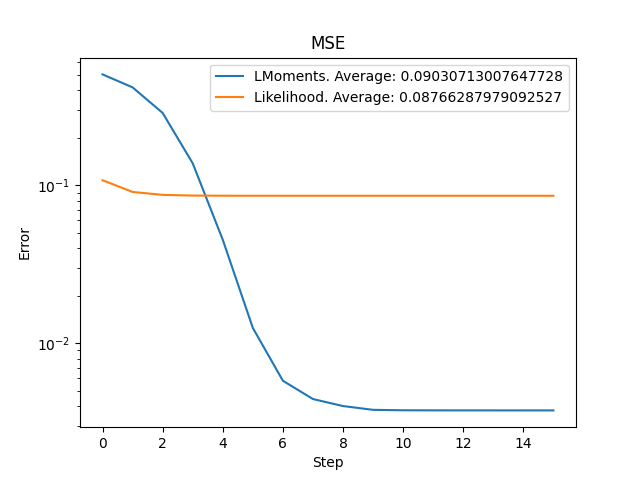 MSE
LMoments. Average: 0.09030713007647728
Likelihood. Average: 0.08766287979092527
10⁻¹
10⁻²
Error
0 2 4 6 8 10 12 14
Step